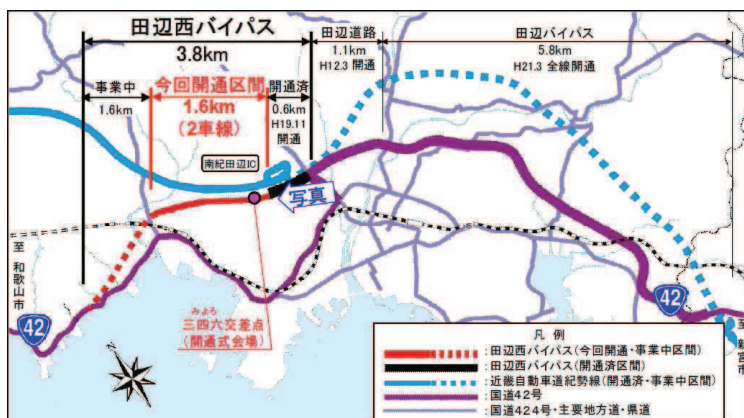 田辺西バイパス
3.8km
田辺道路
1.1km
H12.3 開通
田辺バイパス
5.8km
H21.3 全線開通
事業中
1.6km
今回開通区間
1.6km
(2車線)
開通済
0.6km
H19.11
開通
南紀田辺IC
写真
至 和歌山市
みよろ
三四六交差点
(開通式会場)
42
42
至 新宮市
凡 例
:田辺西バイパス(今回開通・事業中区間)
:田辺西バイパス(開通済区間)
:近畿自動車道紀勢線(開通済・事業中区間)
:国道42号
:国道424号・主要地方道・県道